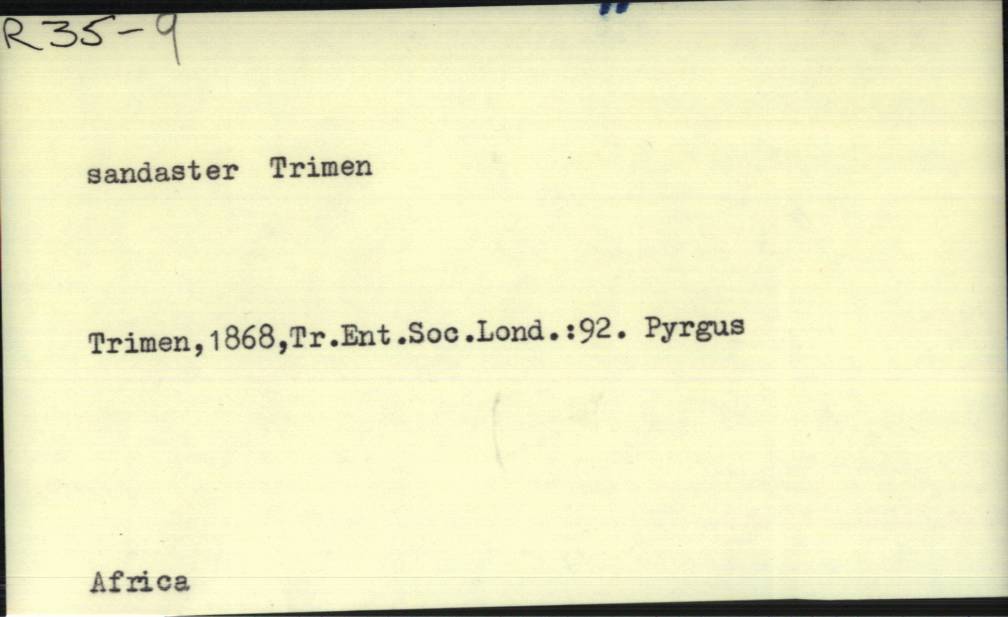 R35-9
sandaster Trimen
Trimen,1868,Tr.Ent.Soc.Lond.:92. Pyrgus
Africa